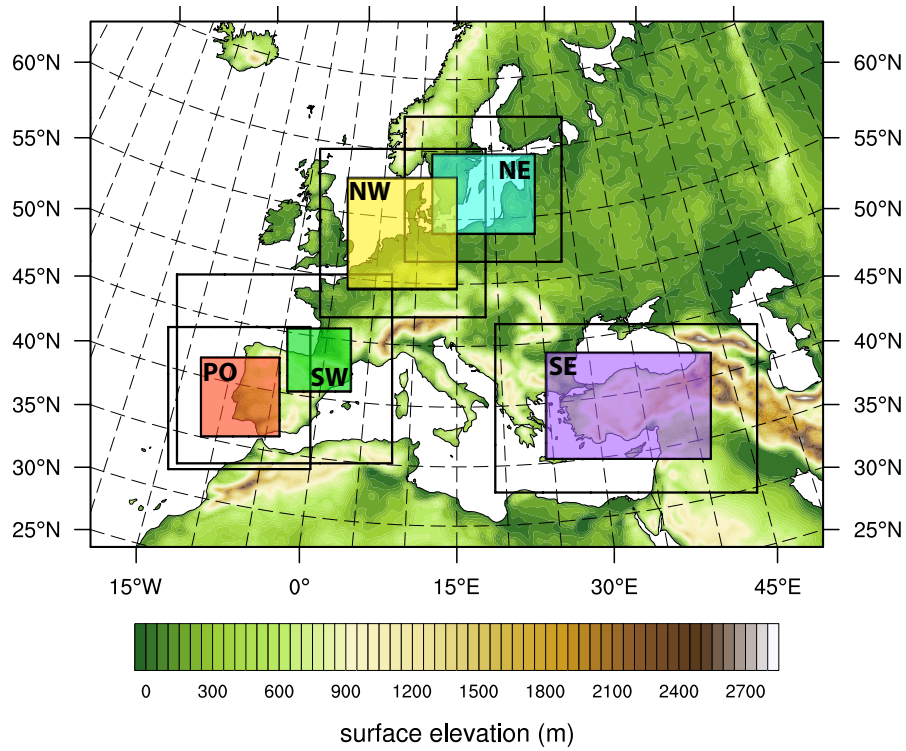 60°N 60°N
55°N 55°N
NE
NW
50°N 50°N
45°N 45°N
40°N 40°N
PO SW SE
35°N 35°N
30°N 30°N
25°N 25°N
15°W 0° 15°E 30°E 45°E
0 300 600 900 1200 1500 1800 2100 2400 2700
surface elevation (m)